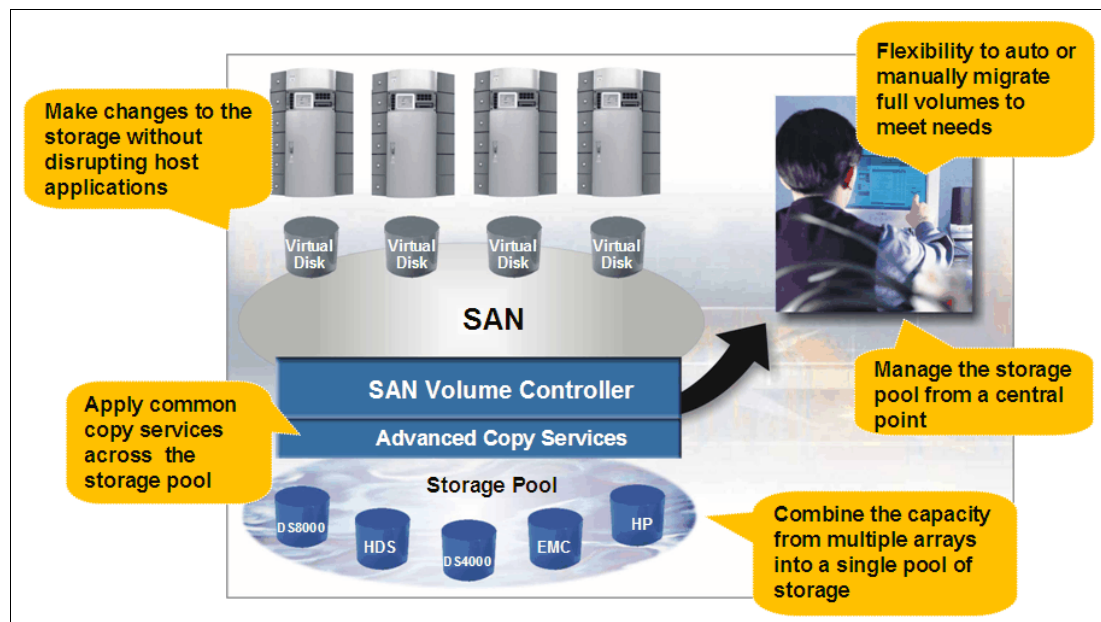 Make changes to the
storage without
disrupting host
applications
Flexibility to auto or
manually migrate
full volumes to
meet needs
Virtual
Disk
Virtual
Disk
Virtual
Disk
Virtual
Disk
SAN
SAN Volume Controller
Advanced Copy Services
Manage the storage
pool from a central
point
Apply common
copy services
across the
storage pool
Storage Pool
DS8000
HDS
DS4000
EMC
HP
Combine the capacity
from multiple arrays
into a single pool of
storage